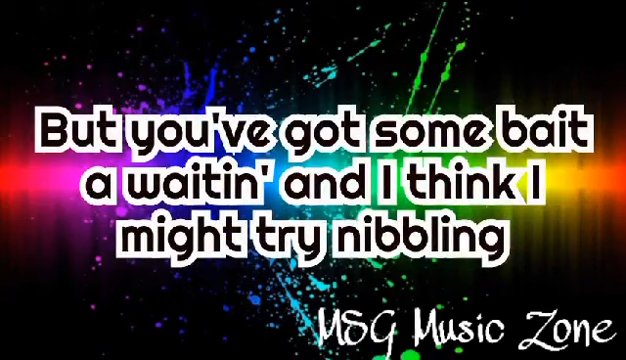 But you've got some bait
a waitin' and I think I
might try nibbling
MSG Music Zone